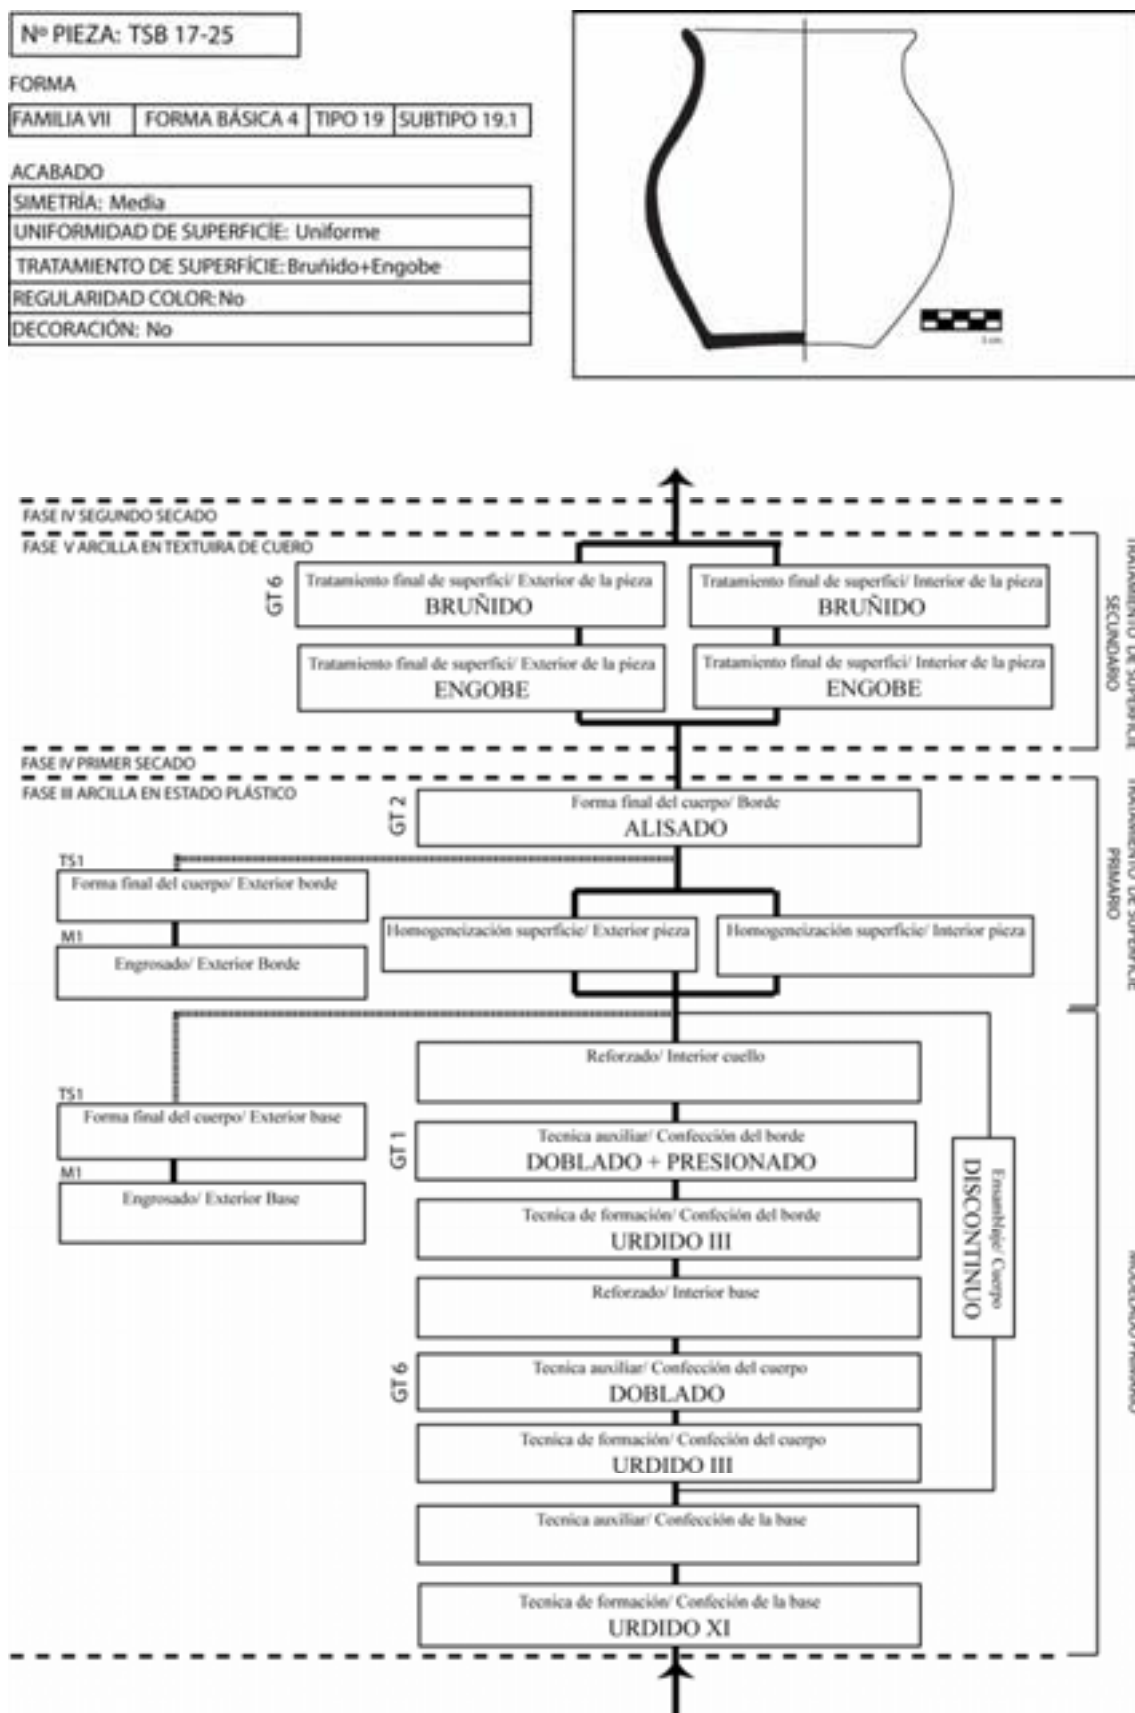 Nº PIEZA: TSB 17-25
FORMA
FAMILIA VII FORMA BÁSICA 4 TIPO 19 SUBTIPO 19.1
ACABADO
SIMETRÍA: Media
UNIFORMIDAD DE SUPERFICÍE: Uniforme
TRATAMIENTO DE SUPERFÍCIE: Bruñido+Engobe
REGULARIDAD COLOR: No
DECORACIÓN: No
FASE IV SEGUNDO SECADO
FASE V ARCILLA EN TEXTUIRA DE CUERO
GT 6
Tratamiento final de superfici/ Exterior de la pieza
BRUÑIDO
Tratamiento final de superfici/ Interior de la pieza
BRUÑIDO
Tratamiento final de superfici/ Exterior de la pieza
ENGOBE
Tratamiento final de superfici/ Interior de la pieza
ENGOBE
TRATAMIENTO DE SUPERFICIE
SECUNDARIO
FASE IV PRIMER SECADO
FASE III ARCILLA EN ESTADO PLÁSTICO
GT 2
Forma final del cuerpo/ Borde
ALISADO
TS1
Forma final del cuerpo/ Exterior borde
M1
Engrosado/ Exterior Borde
Homogeneización superficie/ Exterior pieza
Homogeneización superficie/ Interior pieza
TRATAMIENTO DE SUPERFICIE
PRIMARIO
Reforzado/ Interior cuello
TS1
Forma final del cuerpo/ Exterior base
M1
Engrosado/ Exterior Base
GT 1
Tecnica auxiliar/ Confección del borde
DOBLADO + PRESIONADO
Tecnica de formación/ Confeción del borde
URDIDO III
Reforzado/ Interior base
GT 6
Tecnica auxiliar/ Confección del cuerpo
DOBLADO
Tecnica de formación/ Confeción del cuerpo
URDIDO III
Ensamblaje/ Cuerpo
DISCONTINUO
Tecnica auxiliar/ Confección de la base
Tecnica de formación/ Confeción de la base
URDIDO XI
MODELADO PRIMARIO